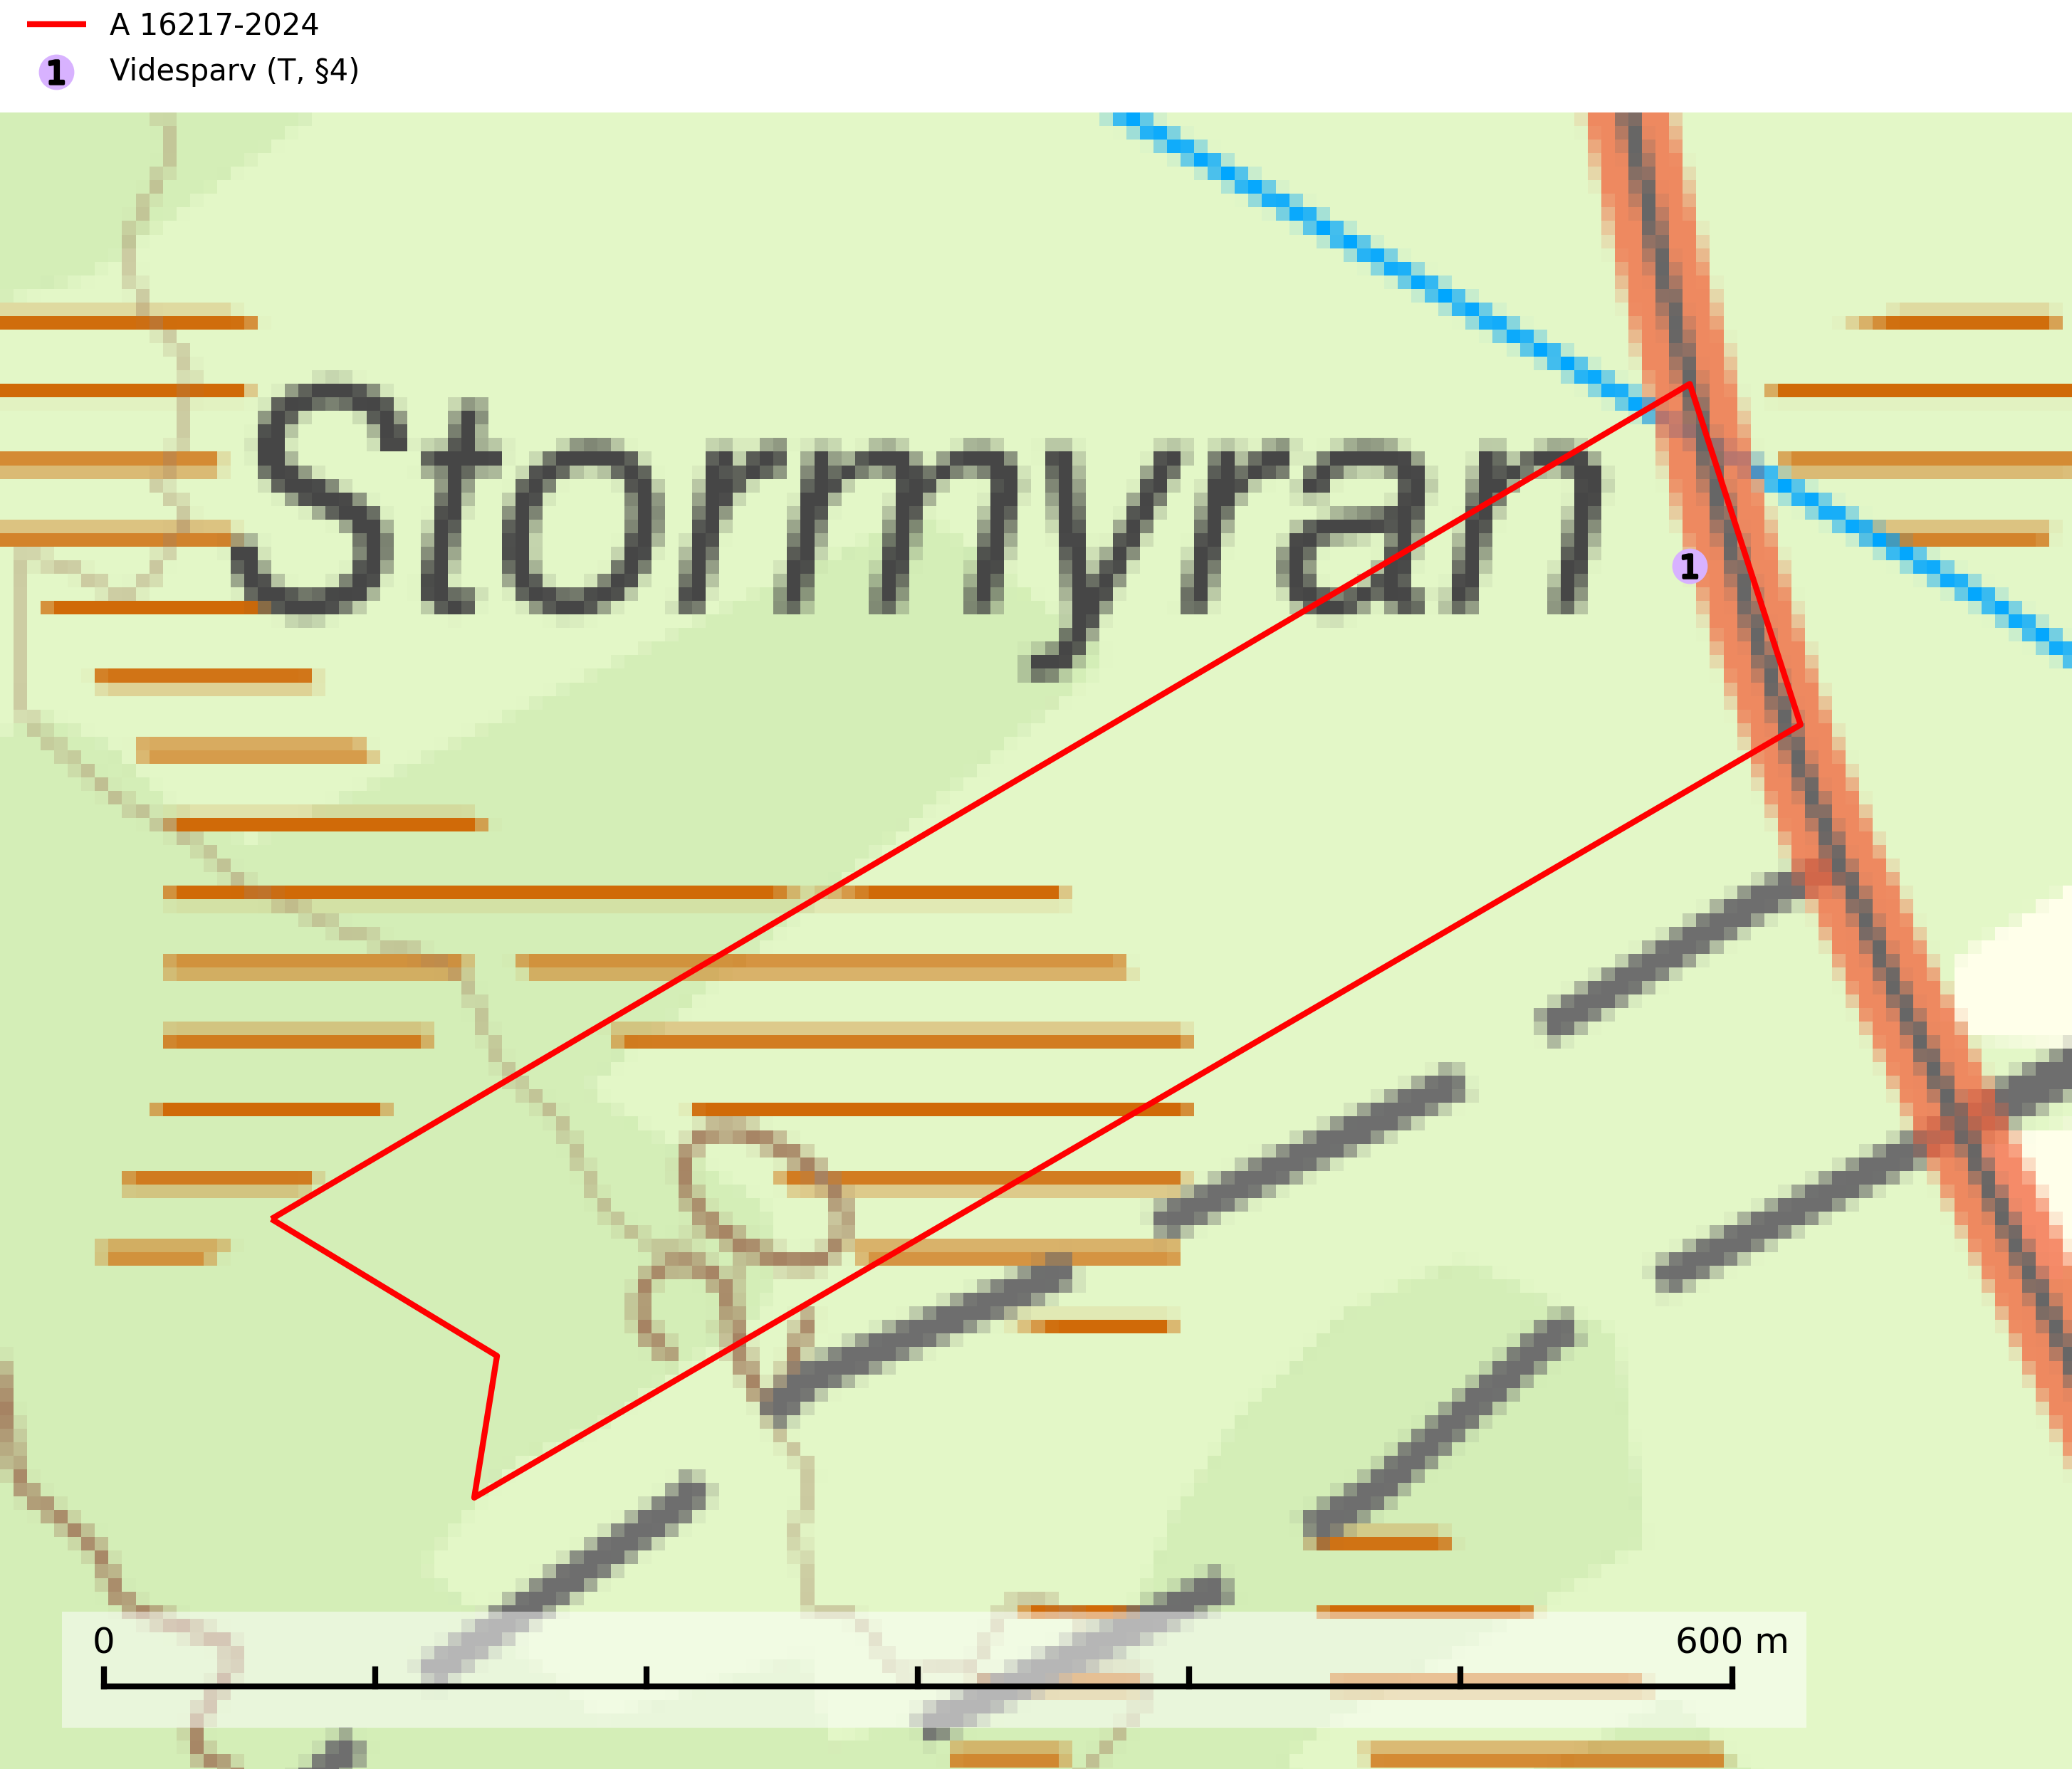 A 16217-2024
1 Videsparv (T, §4)
Stormyran
1
0 600 m